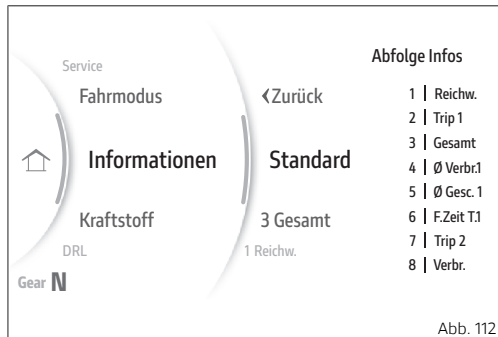 Service
Fahrmodus
Informationen
Kraftstoff
DRL
Gear N
‹Zurück
Standard
3 Gesamt
1 Reichw.
Abfolge Infos
1 | Reichw.
2 | Trip 1
3 | Gesamt
4 | Ø Verbr.1
5 | Ø Gesc. 1
6 | F.Zeit T.1
7 | Trip 2
8 | Verbr.
Abb. 112